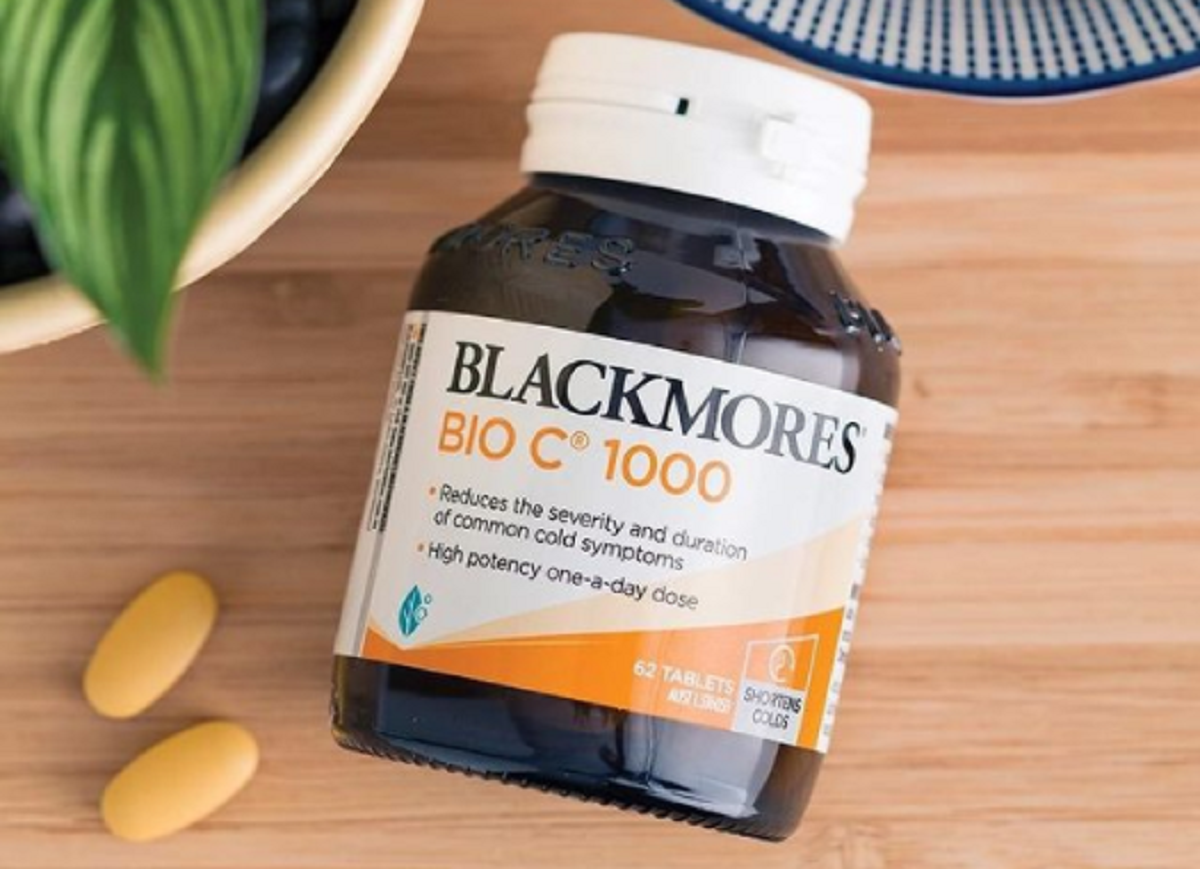 BLACKMORES®
BIO C® 1000
• Reduces the severity and duration
of common cold symptoms
• High potency one-a-day dose
62 TABLETS
SHORTENS
COLDS